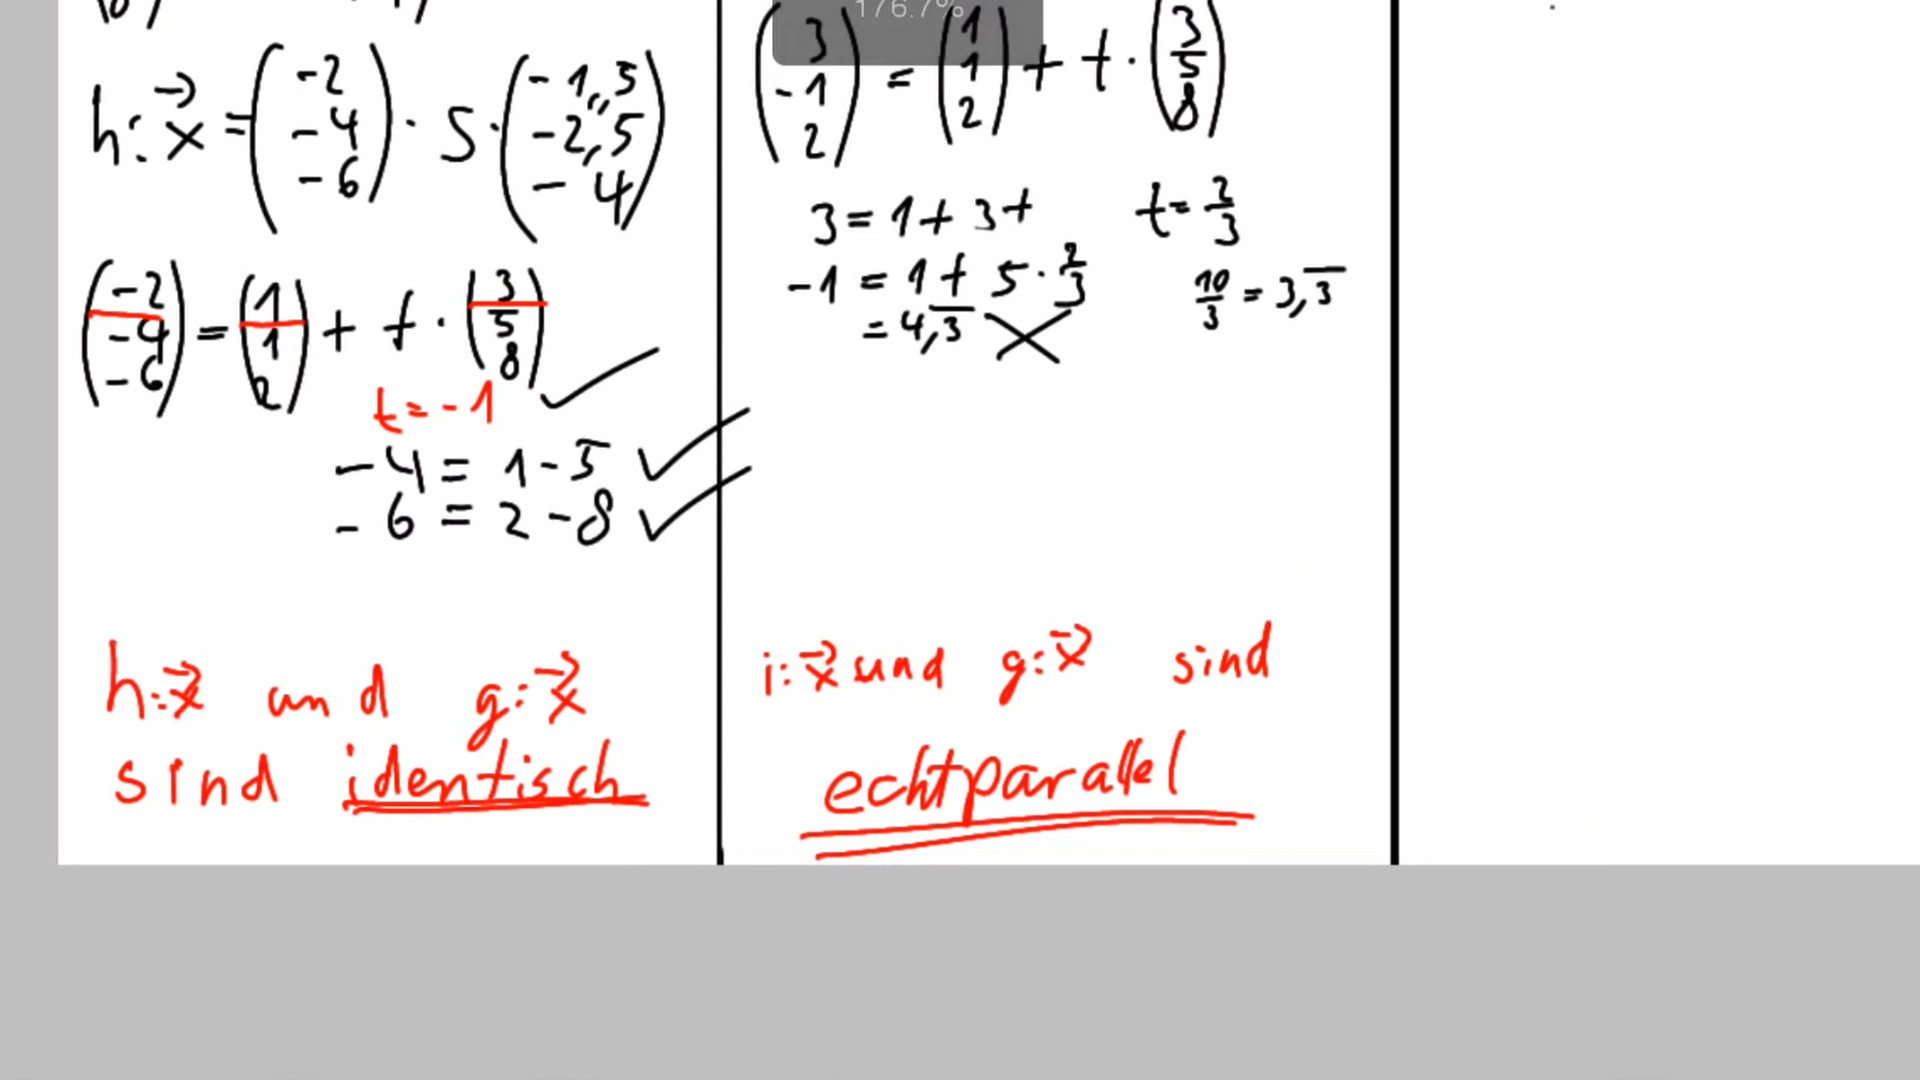 h: x⃗ = (-2 -4 -6) · s · (-1,5 -2,5 -4)
(-2 -4 -6) = (1 1 2) + t · (3 5 8)
t = -1
-4 = 1 - 5
-6 = 2 - 8
h: x⃗ und g: x⃗
sind identisch
176.7%
(3 -1 2) = (1 1 2) + t · (3 5 8)
3 = 1 + 3t t = 2/3
-1 = 1 + 5 · 2/3 10/3 = 3,3̅
= 4,3̅
i: x⃗ und g: x⃗ sind
echt parallel